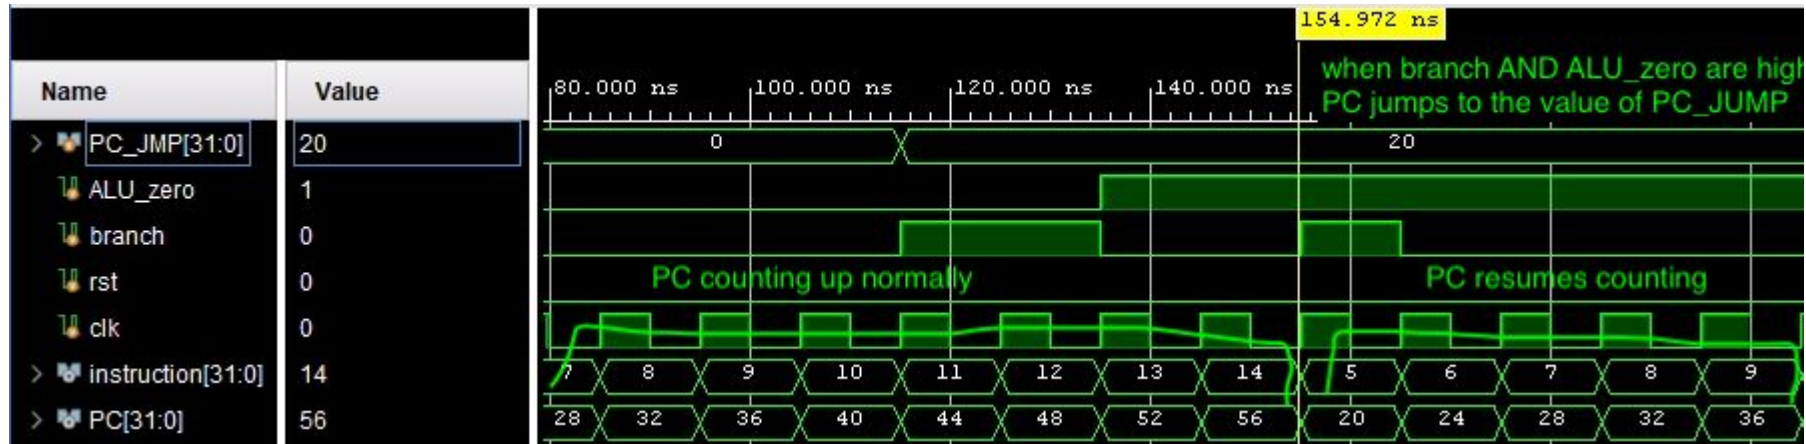 154.972 ns
Name Value
80.000 ns 100.000 ns 120.000 ns 140.000 ns
when branch AND ALU_zero are high
PC jumps to the value of PC_JUMP
PC_JMP[31:0] 20 0 20
ALU_zero 1
branch 0
rst 0 PC counting up normally PC resumes counting
clk 0
instruction[31:0] 14 7 8 9 10 11 12 13 14 5 6 7 8 9
PC[31:0] 56 28 32 36 40 44 48 52 56 20 24 28 32 36